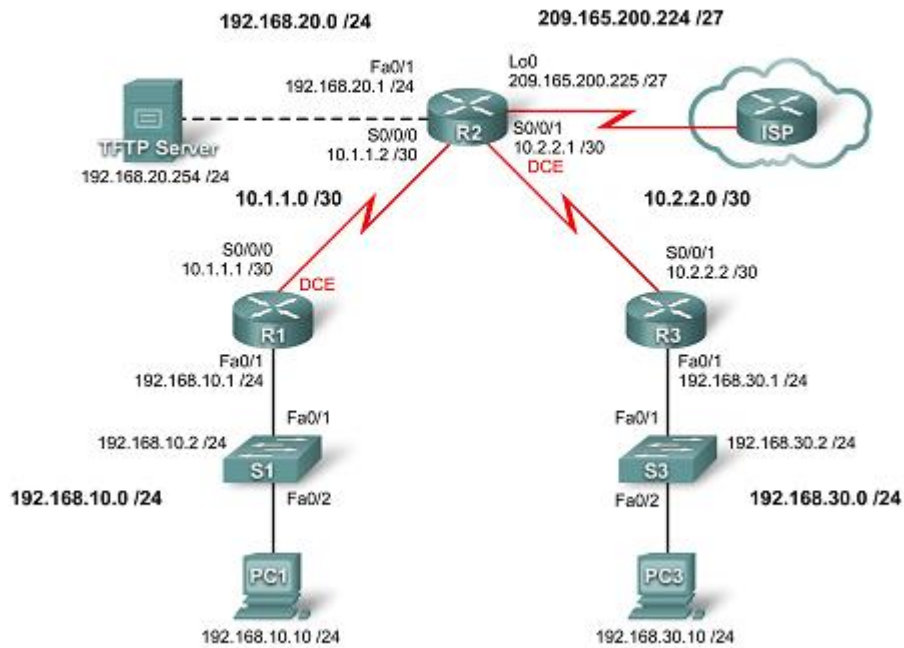 192.168.20.0 /24
209.165.200.224 /27
Fa0/1
192.168.20.1 /24
Lo0
209.165.200.225 /27
R2
ISP
TFTP Server
192.168.20.254 /24
S0/0/0
10.1.1.2 /30
S0/0/1
10.2.2.1 /30
DCE
10.1.1.0 /30
10.2.2.0 /30
S0/0/0
10.1.1.1 /30
DCE
S0/0/1
10.2.2.2 /30
R1
R3
Fa0/1
192.168.10.1 /24
Fa0/1
192.168.30.1 /24
Fa0/1
Fa0/1
192.168.10.2 /24
S1
S3
192.168.30.2 /24
192.168.10.0 /24
Fa0/2
Fa0/2
192.168.30.0 /24
PC1
PC3
192.168.10.10 /24
192.168.30.10 /24